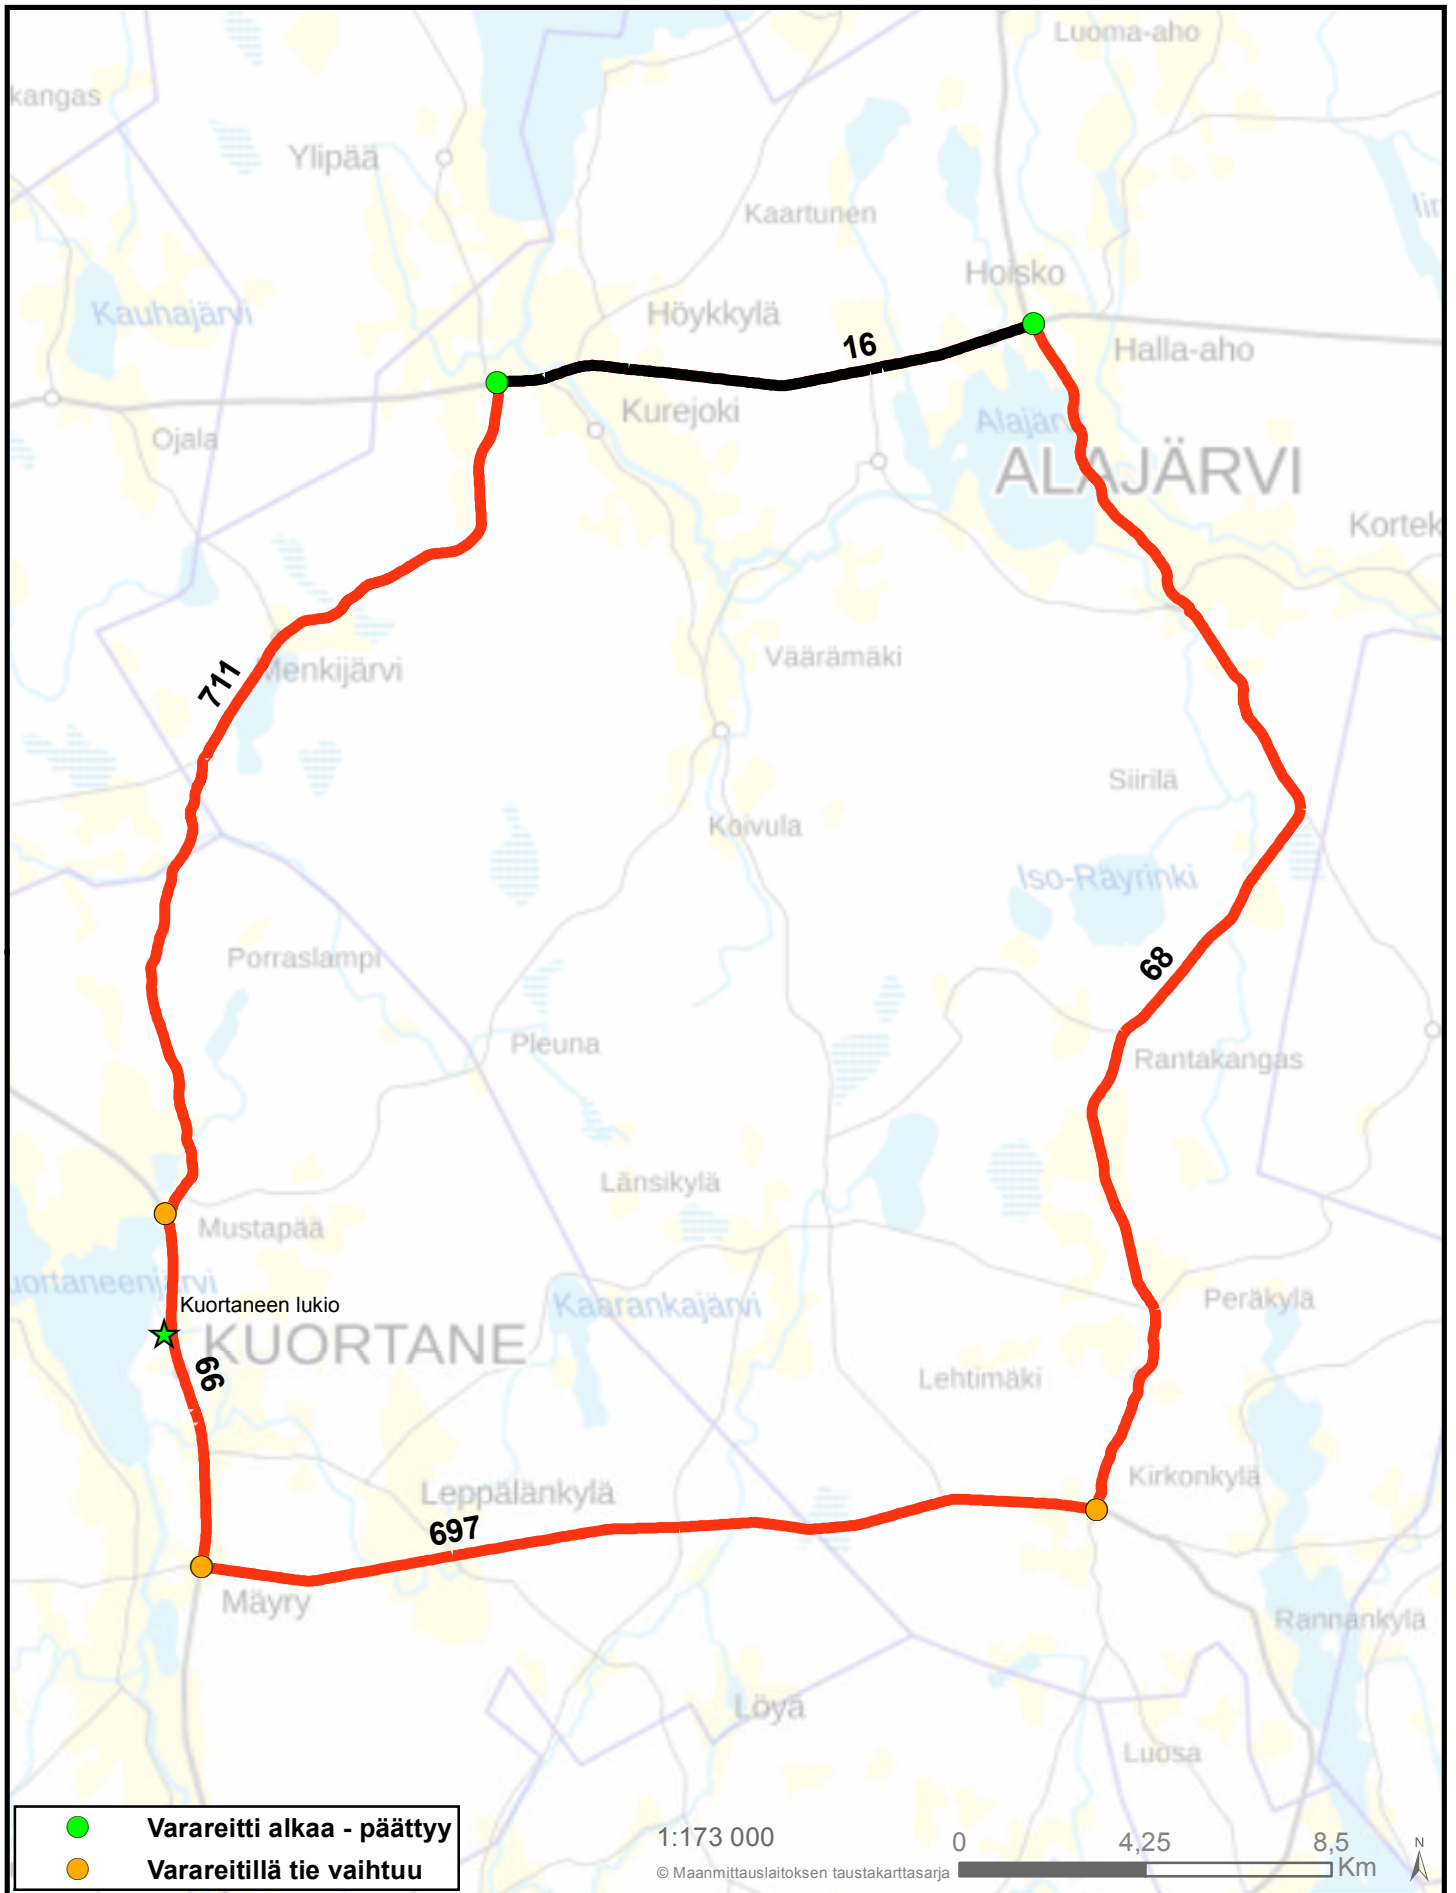 Luoma-aho
kangas
Ylipää
Kaartunen
Iir
Hoisko
Kauhajärvi
Höykkylä
16
Halla-aho
Kurejoki
Alajärv
Ojala
ALAJÄRVI
Kortek
711
Menkijärvi
Väärämäki
Siirilä
Koivula
Iso-Räyrinki
Porraslampi
68
Pleuna
Rantakangas
Länsikylä
Mustapää
uortaneenjärvi
Kuortaneen lukio
Kaarankajärvi
Peräkylä
KUORTANE
66
Lehtimäki
Leppälänkylä
Kirkonkylä
697
Mäyry
Rannankylä
Löyä
Luosa
Varareitti alkaa - päättyy
Varareitillä tie vaihtuu
1:173 000
© Maanmittauslaitoksen taustakarttasarja
0 4,25 8,5
Km
N